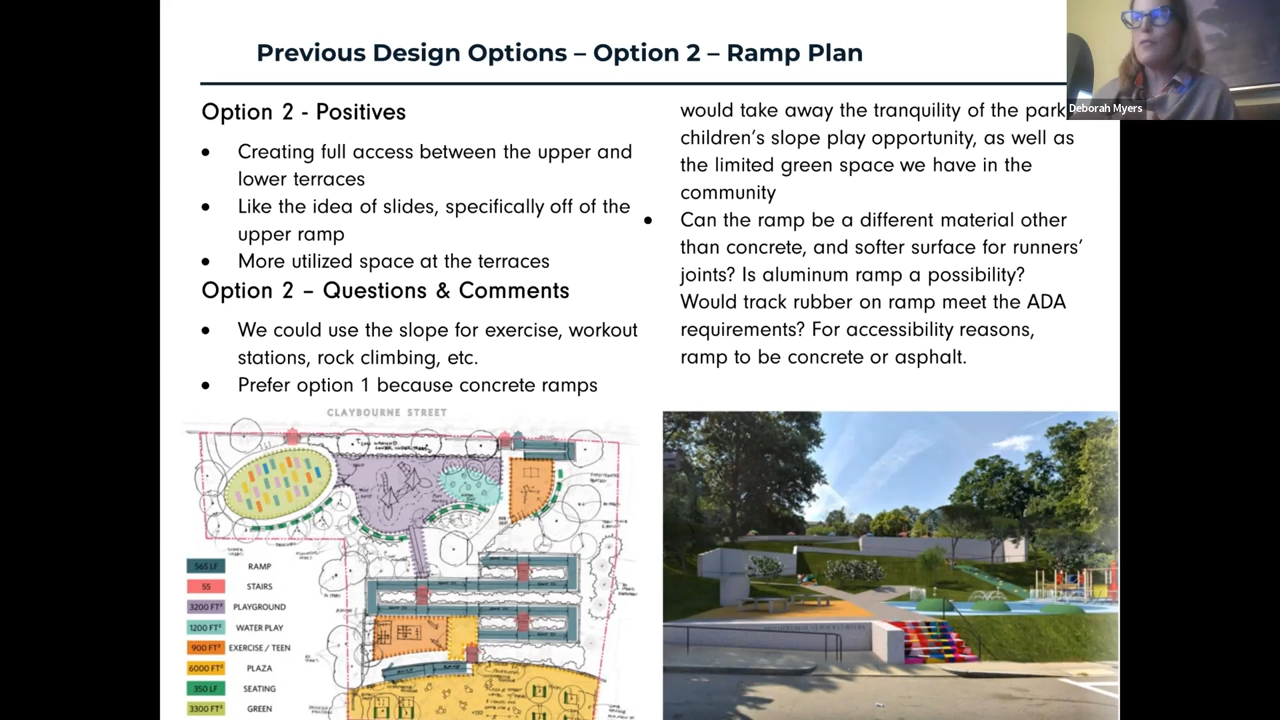 Previous Design Options – Option 2 – Ramp Plan
Deborah Myers
Option 2 - Positives
Creating full access between the upper and
lower terraces
Like the idea of slides, specifically off of the
upper ramp
More utilized space at the terraces
Option 2 – Questions & Comments
We could use the slope for exercise, workout
stations, rock climbing, etc.
Prefer option 1 because concrete ramps
would take away the tranquility of the park
children’s slope play opportunity, as well as
the limited green space we have in the
community
Can the ramp be a different material other
than concrete, and softer surface for runners’
joints? Is aluminum ramp a possibility?
Would track rubber on ramp meet the ADA
requirements? For accessibility reasons,
ramp to be concrete or asphalt.
CLAYBOURNE STREET
565 LF RAMP
55 STAIRS
3200 FT² PLAYGROUND
1200 FT² WATER PLAY
900 FT² EXERCISE / TEEN
6000 FT² PLAZA
350 LF SEATING
3300 FT² GREEN